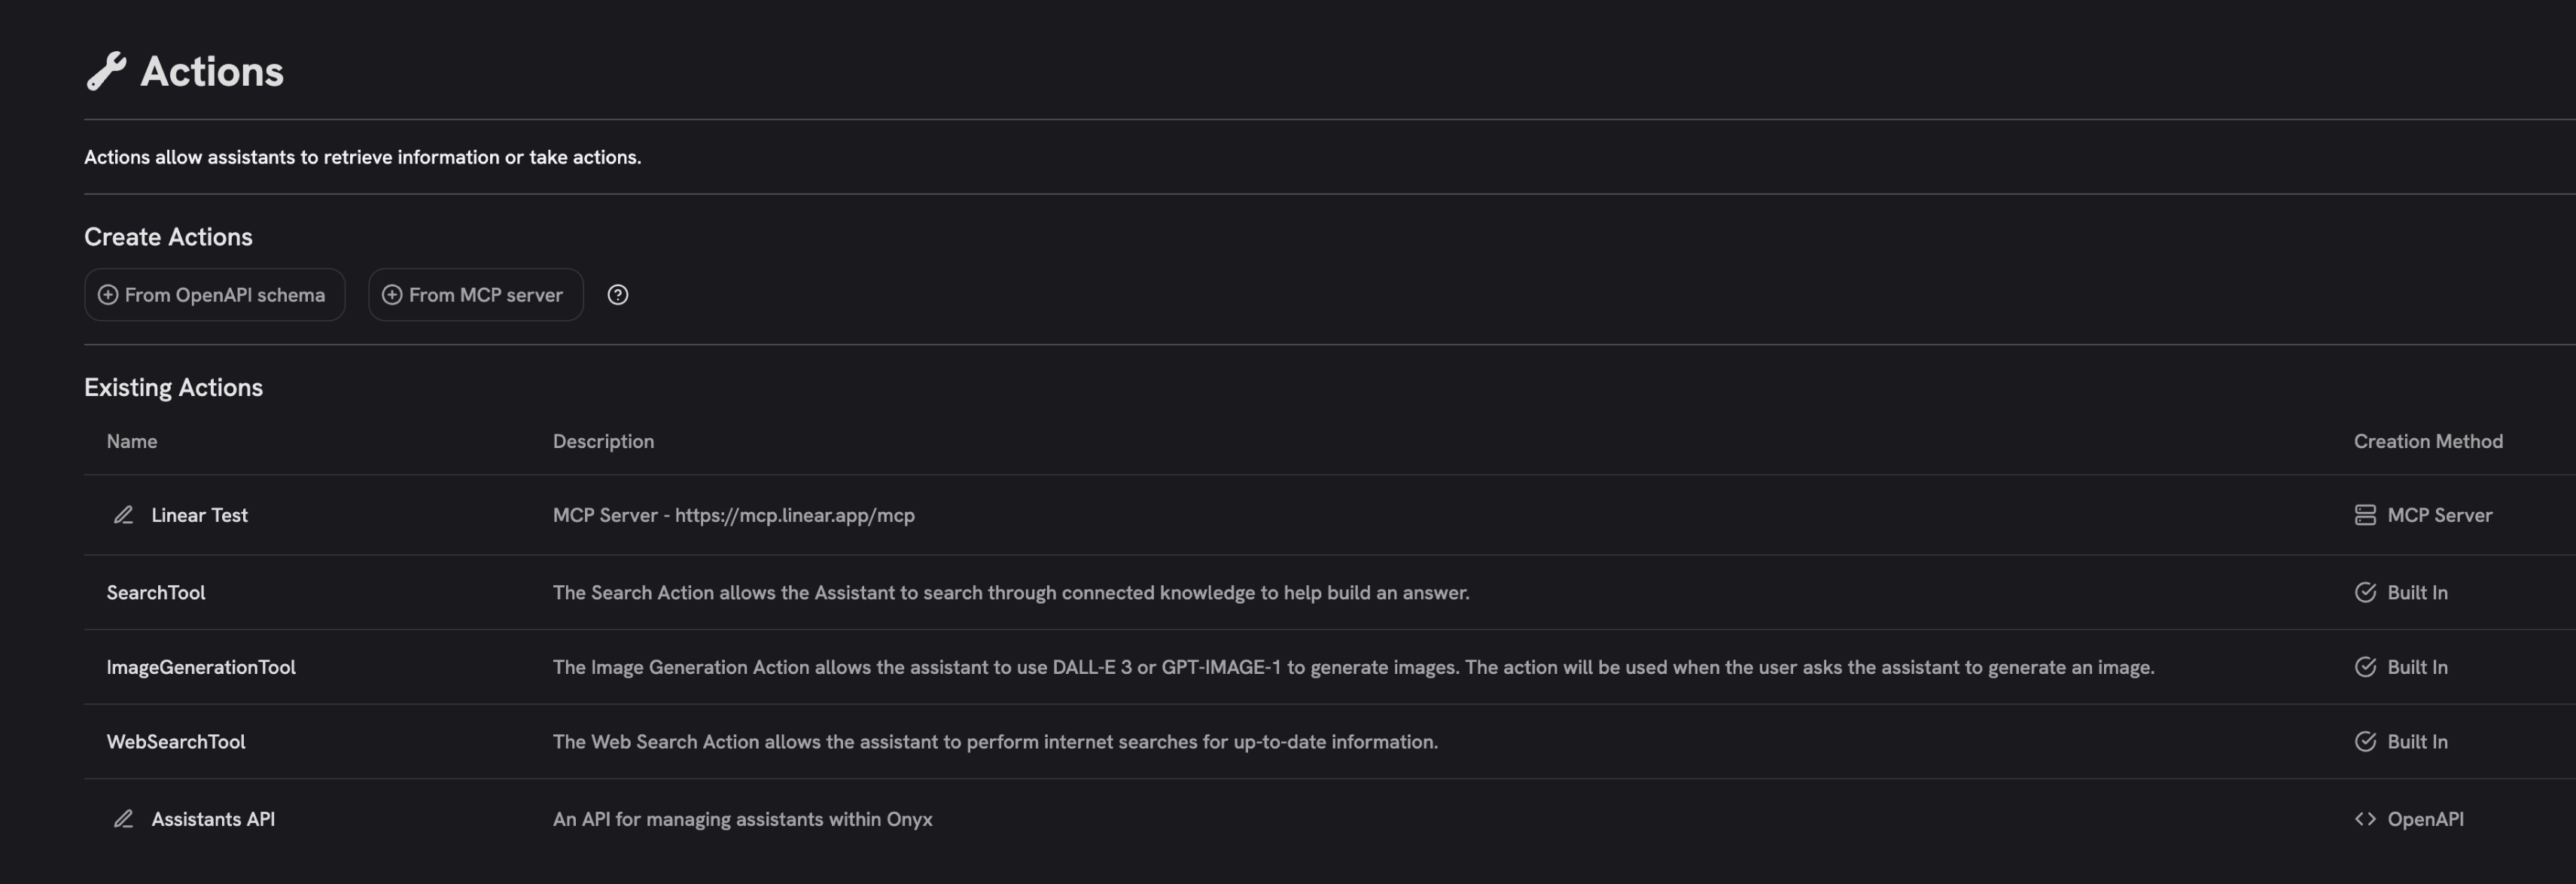 Actions
Actions allow assistants to retrieve information or take actions.
Create Actions
From OpenAPI schema From MCP server
Existing Actions
Name Description Creation Method
Linear Test MCP Server - https://mcp.linear.app/mcp MCP Server
SearchTool The Search Action allows the Assistant to search through connected knowledge to help build an answer. Built In
ImageGenerationTool The Image Generation Action allows the assistant to use DALL-E 3 or GPT-IMAGE-1 to generate images. The action will be used when the user asks the assistant to generate an image. Built In
WebSearchTool The Web Search Action allows the assistant to perform internet searches for up-to-date information. Built In
Assistants API An API for managing assistants within Onyx OpenAPI